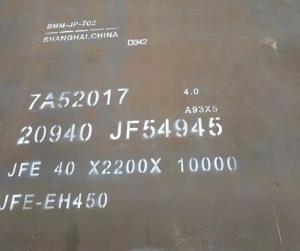 BMM-JP-702
SHANGHAI.CHINA
D342
7A52017 4.0
A93X5
20940 JF54945
JFE 40 X2200X 10000
JFE-EH450